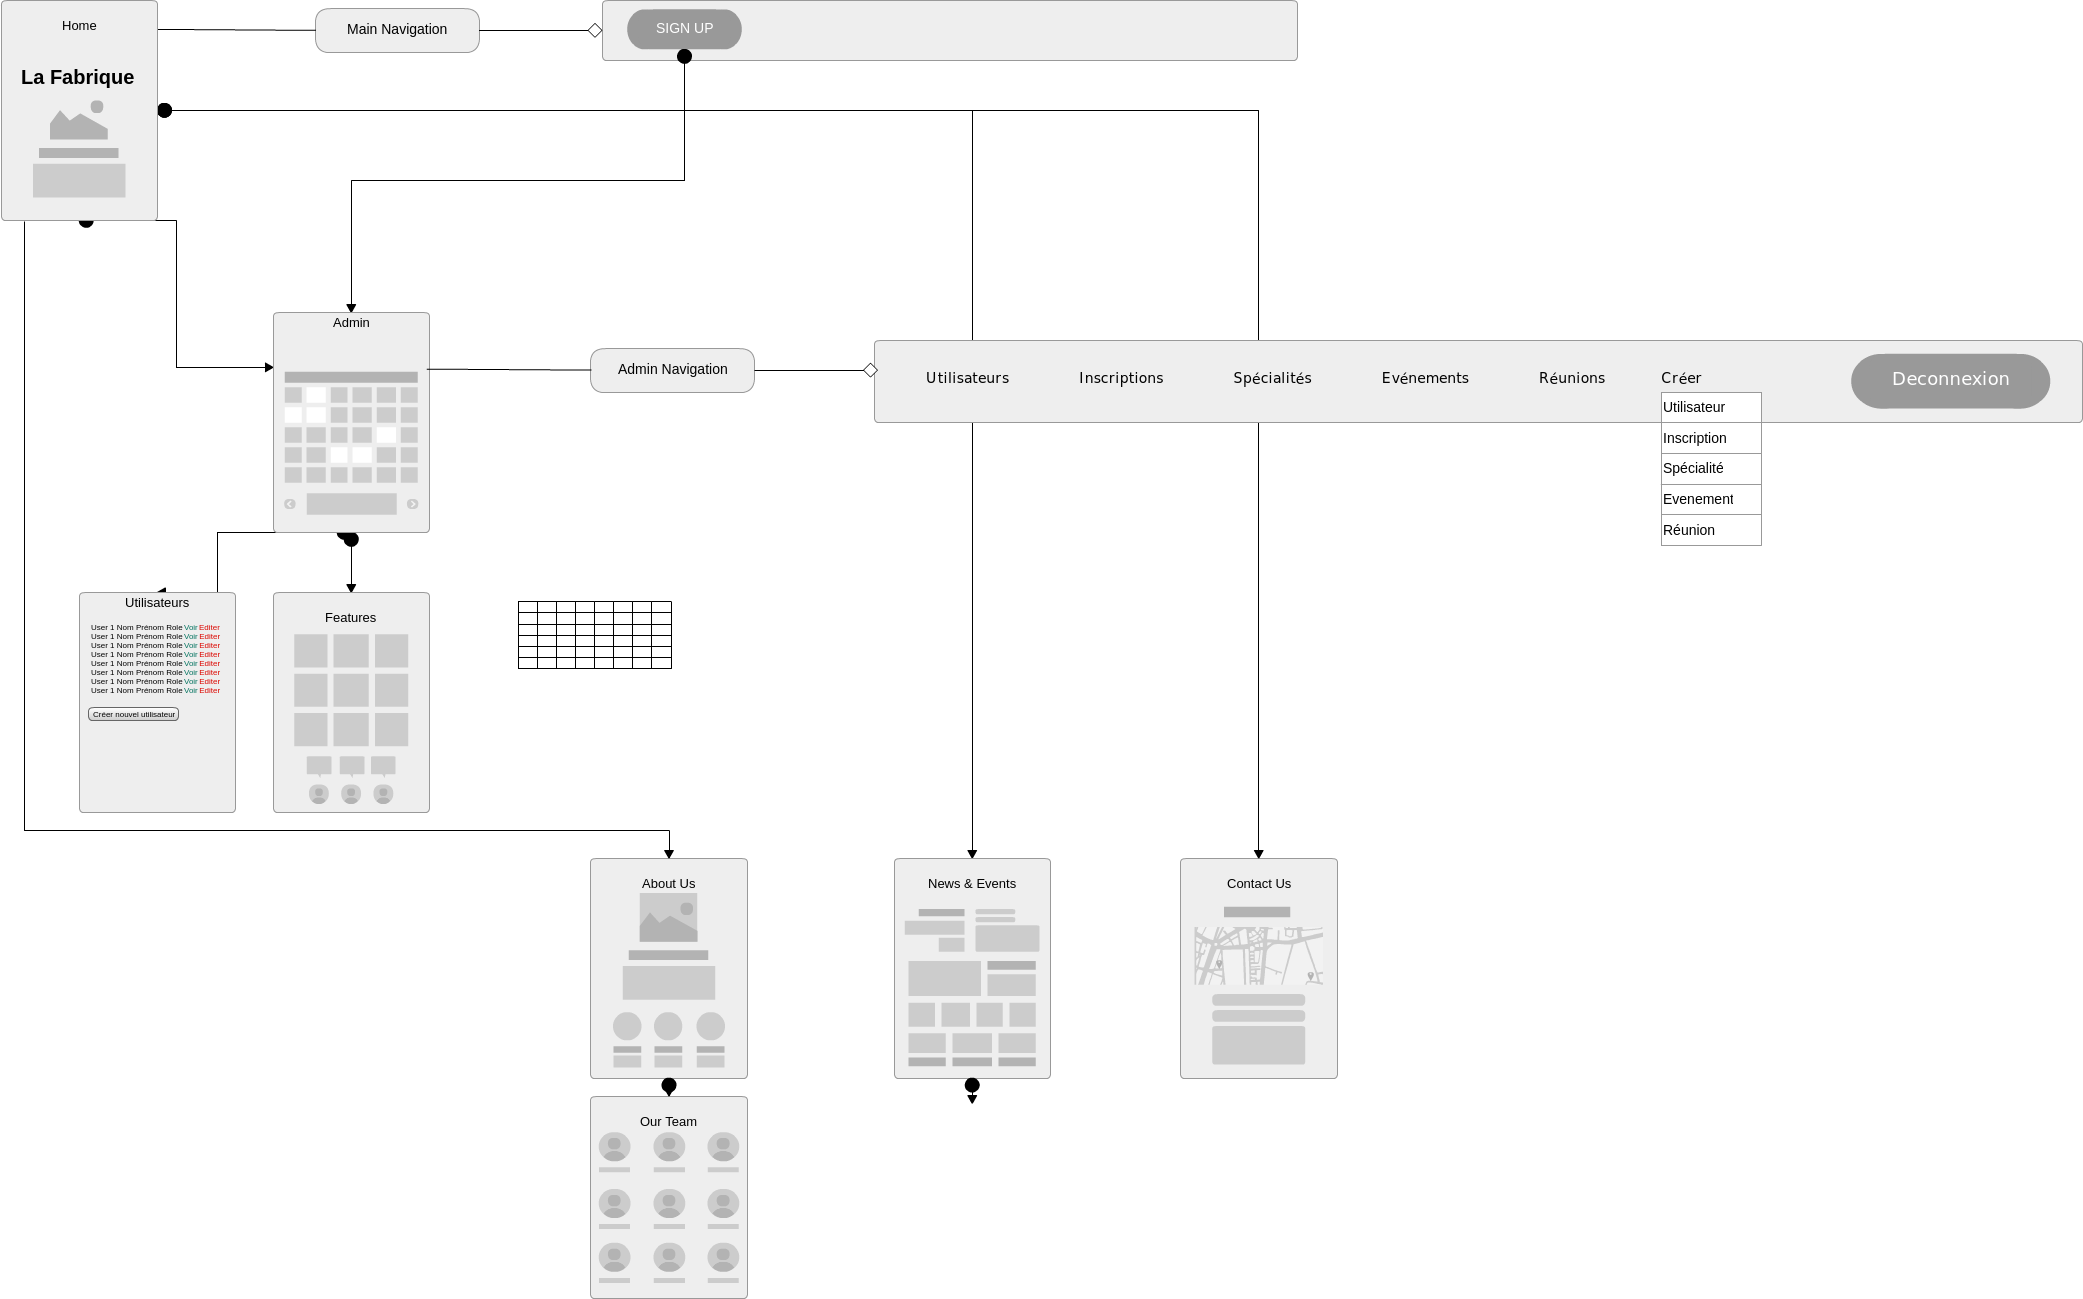 Home
Main Navigation
SIGN UP
La Fabrique
Admin
Admin Navigation
Utilisateurs
Inscriptions
Spécialités
Evénements
Réunions
Créer
Deconnexion
Utilisateur
Inscription
Spécialité
Evenement
Réunion
Utilisateurs
User 1 Nom Prénom Role Voir Editer
User 1 Nom Prénom Role Voir Editer
User 1 Nom Prénom Role Voir Editer
User 1 Nom Prénom Role Voir Editer
User 1 Nom Prénom Role Voir Editer
User 1 Nom Prénom Role Voir Editer
User 1 Nom Prénom Role Voir Editer
User 1 Nom Prénom Role Voir Editer
Créer nouvel utilisateur
Features
About Us
News & Events
Contact Us
Our Team